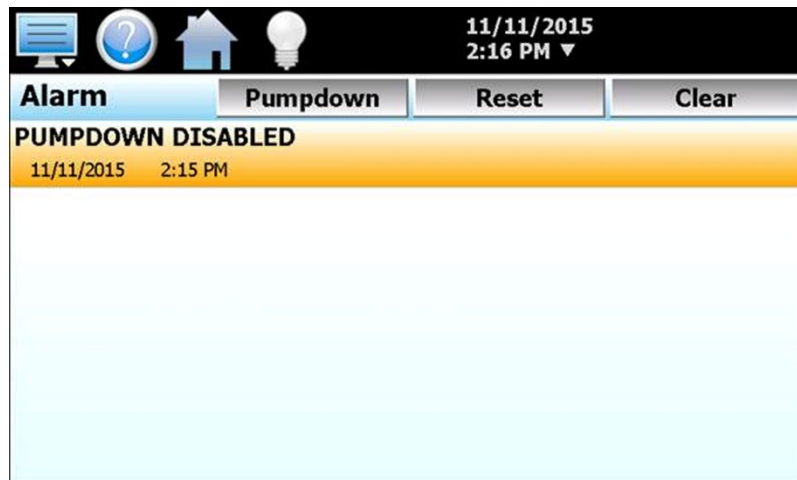 11/11/2015
2:16 PM ▼
Alarm Pumpdown Reset Clear
PUMPDOWN DISABLED
11/11/2015 2:15 PM